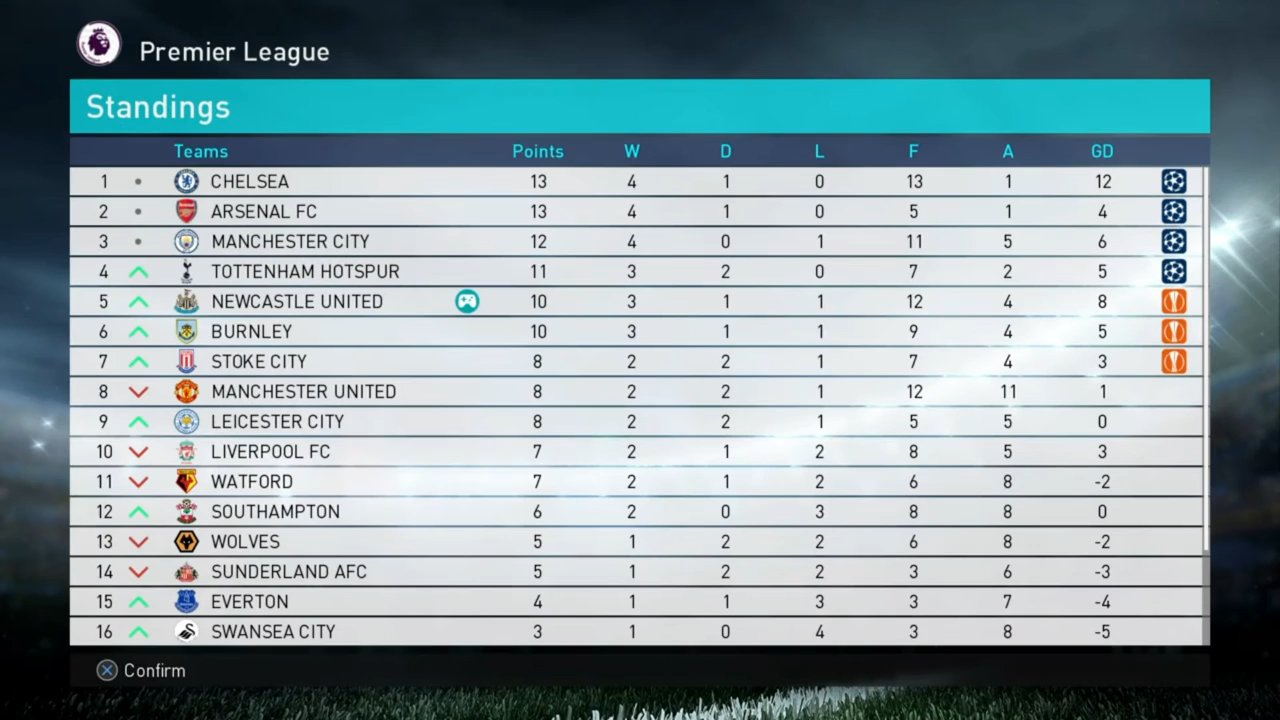 Premier League
Standings
Teams Points W D L F A GD
1 CHELSEA 13 4 1 0 13 1 12
2 ARSENAL FC 13 4 1 0 5 1 4
3 MANCHESTER CITY 12 4 0 1 11 5 6
4 TOTTENHAM HOTSPUR 11 3 2 0 7 2 5
5 NEWCASTLE UNITED 10 3 1 1 12 4 8
6 BURNLEY 10 3 1 1 9 4 5
7 STOKE CITY 8 2 2 1 7 4 3
8 MANCHESTER UNITED 8 2 2 1 12 11 1
9 LEICESTER CITY 8 2 2 1 5 5 0
10 LIVERPOOL FC 7 2 1 2 8 5 3
11 WATFORD 7 2 1 2 6 8 -2
12 SOUTHAMPTON 6 2 0 3 8 8 0
13 WOLVES 5 1 2 2 6 8 -2
14 SUNDERLAND AFC 5 1 2 2 3 6 -3
15 EVERTON 4 1 1 3 3 7 -4
16 SWANSEA CITY 3 1 0 4 3 8 -5
Confirm